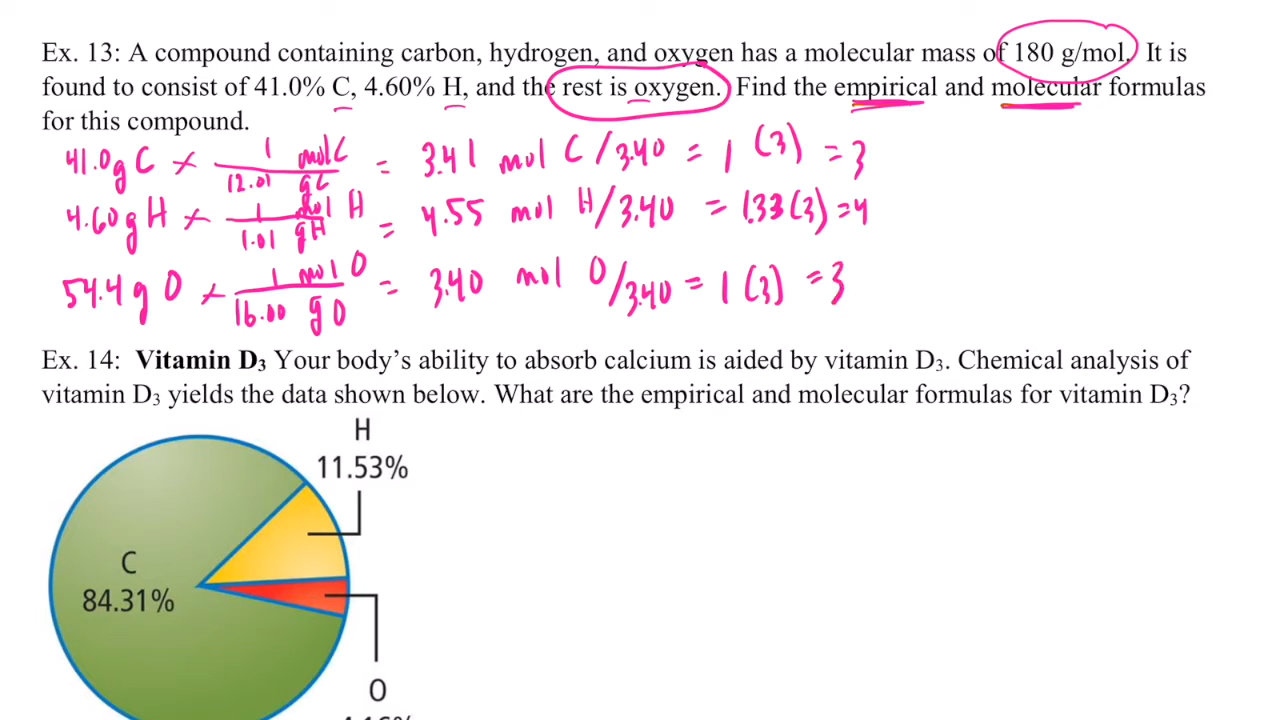 Ex. 13: A compound containing carbon, hydrogen, and oxygen has a molecular mass of 180 g/mol. It is
found to consist of 41.0% C, 4.60% H, and the rest is oxygen. Find the empirical and molecular formulas
for this compound.
41.0g C × 1 mol C / 12.01 g C = 3.41 mol C / 3.40 = 1 (3) = 3
4.60g H × 1 mol H / 1.01 g H = 4.55 mol H / 3.40 = 1.33 (3) = 4
54.4g O × 1 mol O / 16.00 g O = 3.40 mol O / 3.40 = 1 (3) = 3
Ex. 14: Vitamin D₃ Your body’s ability to absorb calcium is aided by vitamin D₃. Chemical analysis of
vitamin D₃ yields the data shown below. What are the empirical and molecular formulas for vitamin D₃?
H
11.53%
C
84.31%
O